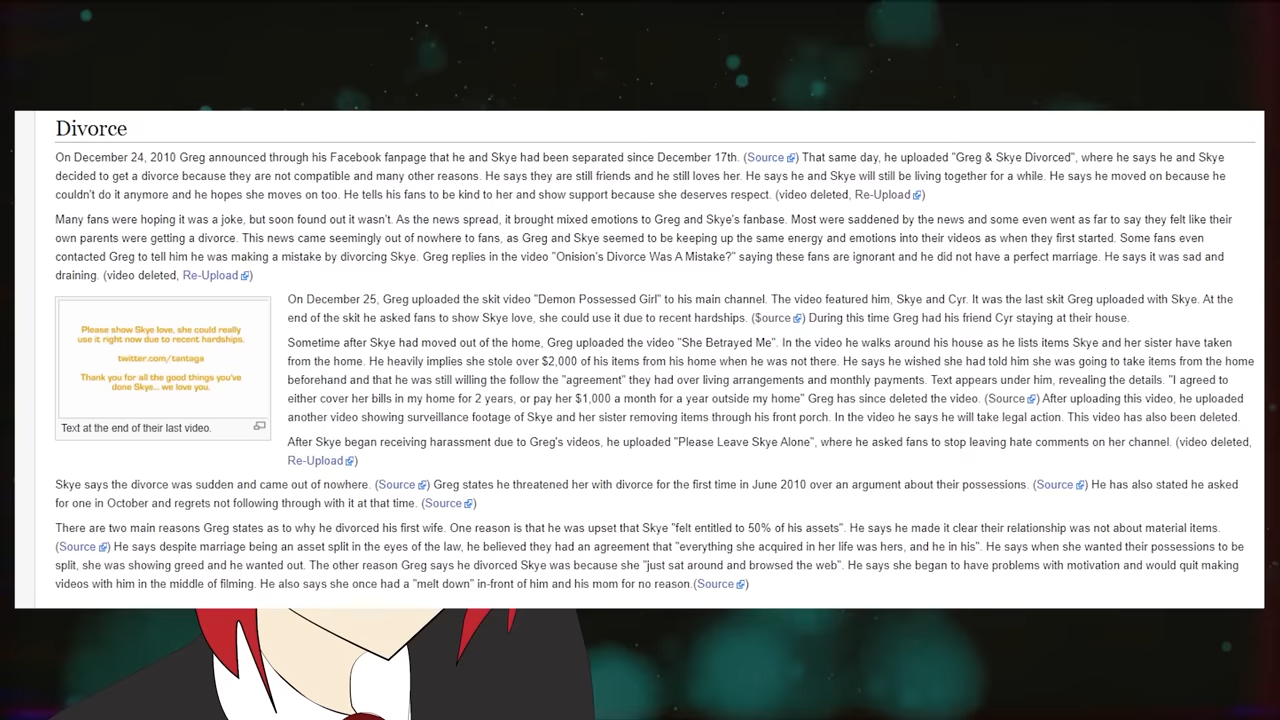 Divorce
On December 24, 2010 Greg announced through his Facebook fanpage that he and Skye had been separated since December 17th. (Source) That same day, he uploaded "Greg & Skye Divorced", where he says he and Skye
decided to get a divorce because they are not compatible and many other reasons. He says they are still friends and he still loves her. He says he and Skye will still be living together for a while. He says he moved on because he
couldn't do it anymore and he hopes she moves on too. He tells his fans to be kind to her and show support because she deserves respect. (video deleted, Re-Upload)
Many fans were hoping it was a joke, but soon found out it wasn't. As the news spread, it brought mixed emotions to Greg and Skye's fanbase. Most were saddened by the news and some even went as far to say they felt like their
own parents were getting a divorce. This news came seemingly out of nowhere to fans, as Greg and Skye seemed to be keeping up the same energy and emotions into their videos as when they first started. Some fans even
contacted Greg to tell him he was making a mistake by divorcing Skye. Greg replies in the video "Onision's Divorce Was A Mistake?" saying these fans are ignorant and he did not have a perfect marriage. He says it was sad and
draining. (video deleted, Re-Upload)
Please show Skye love, she could really
use it right now due to recent hardships.
twitter.com/tantaga
Thank you for all the good things you've
done Skye... we love you.
Text at the end of their last video.
On December 25, Greg uploaded the skit video "Demon Possessed Girl" to his main channel. The video featured him, Skye and Cyr. It was the last skit Greg uploaded with Skye. At the
end of the skit he asked fans to show Skye love, she could use it due to recent hardships. ($ource) During this time Greg had his friend Cyr staying at their house.
Sometime after Skye had moved out of the home, Greg uploaded the video "She Betrayed Me". In the video he walks around his house as he lists items Skye and her sister have taken
from the home. He heavily implies she stole over $2,000 of his items from his home when he was not there. He says he wished she had told him she was going to take items from the home
beforehand and that he was still willing the follow the "agreement" they had over living arrangements and monthly payments. Text appears under him, revealing the details. "I agreed to
either cover her bills in my home for 2 years, or pay her $1,000 a month for a year outside my home" Greg has since deleted the video. (Source) After uploading this video, he uploaded
another video showing surveillance footage of Skye and her sister removing items through his front porch. In the video he says he will take legal action. This video has also been deleted.
After Skye began receiving harassment due to Greg's videos, he uploaded "Please Leave Skye Alone", where he asked fans to stop leaving hate comments on her channel. (video deleted,
Re-Upload)
Skye says the divorce was sudden and came out of nowhere. (Source) Greg states he threatened her with divorce for the first time in June 2010 over an argument about their possessions. (Source) He has also stated he asked
for one in October and regrets not following through with it at that time. (Source)
There are two main reasons Greg states as to why he divorced his first wife. One reason is that he was upset that Skye "felt entitled to 50% of his assets". He says he made it clear their relationship was not about material items.
(Source) He says despite marriage being an asset split in the eyes of the law, he believed they had an agreement that "everything she acquired in her life was hers, and he in his". He says when she wanted their possessions to be
split, she was showing greed and he wanted out. The other reason Greg says he divorced Skye was because she "just sat around and browsed the web". He says she began to have problems with motivation and would quit making
videos with him in the middle of filming. He also says she once had a "melt down" in-front of him and his mom for no reason.(Source)